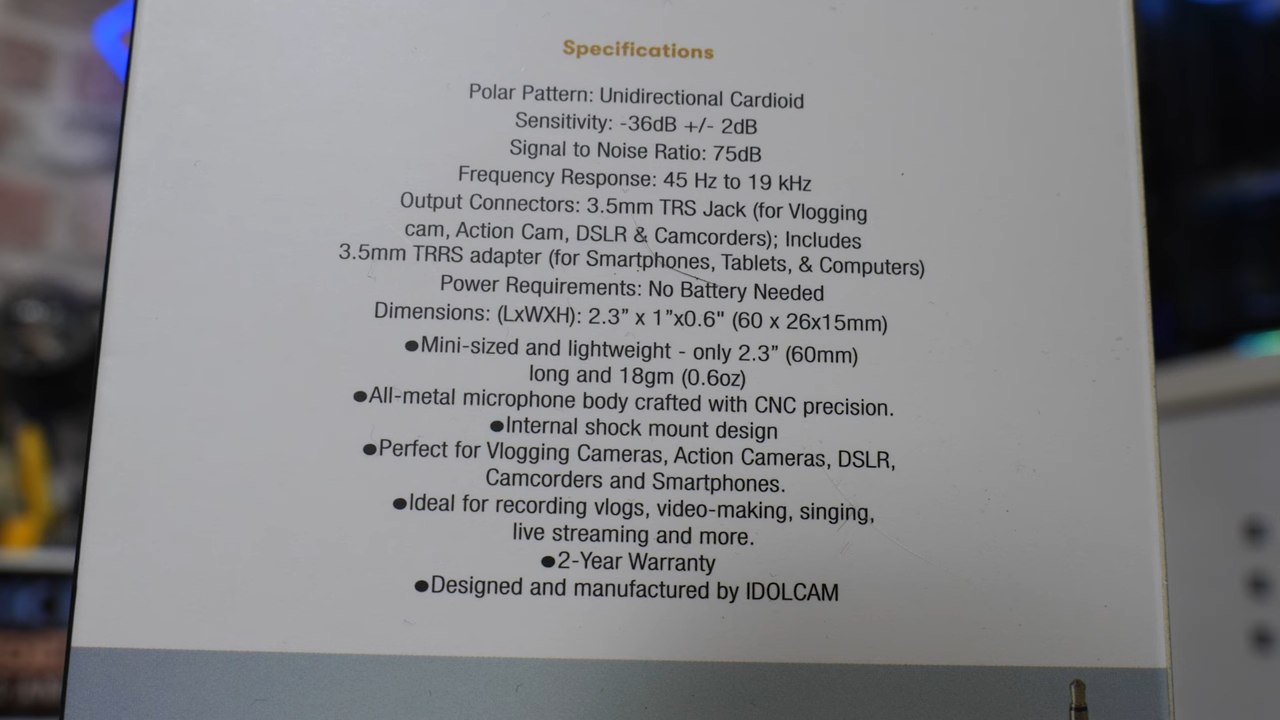 Specifications
Polar Pattern: Unidirectional Cardioid
Sensitivity: -36dB +/- 2dB
Signal to Noise Ratio: 75dB
Frequency Response: 45 Hz to 19 kHz
Output Connectors: 3.5mm TRS Jack (for Vlogging
cam, Action Cam, DSLR & Camcorders); Includes
3.5mm TRRS adapter (for Smartphones, Tablets, & Computers)
Power Requirements: No Battery Needed
Dimensions: (LxWXH): 2.3” x 1”x0.6" (60 x 26x15mm)
●Mini-sized and lightweight - only 2.3” (60mm)
long and 18gm (0.6oz)
●All-metal microphone body crafted with CNC precision.
●Internal shock mount design
●Perfect for Vlogging Cameras, Action Cameras, DSLR,
Camcorders and Smartphones.
●Ideal for recording vlogs, video-making, singing,
live streaming and more.
●2-Year Warranty
●Designed and manufactured by IDOLCAM